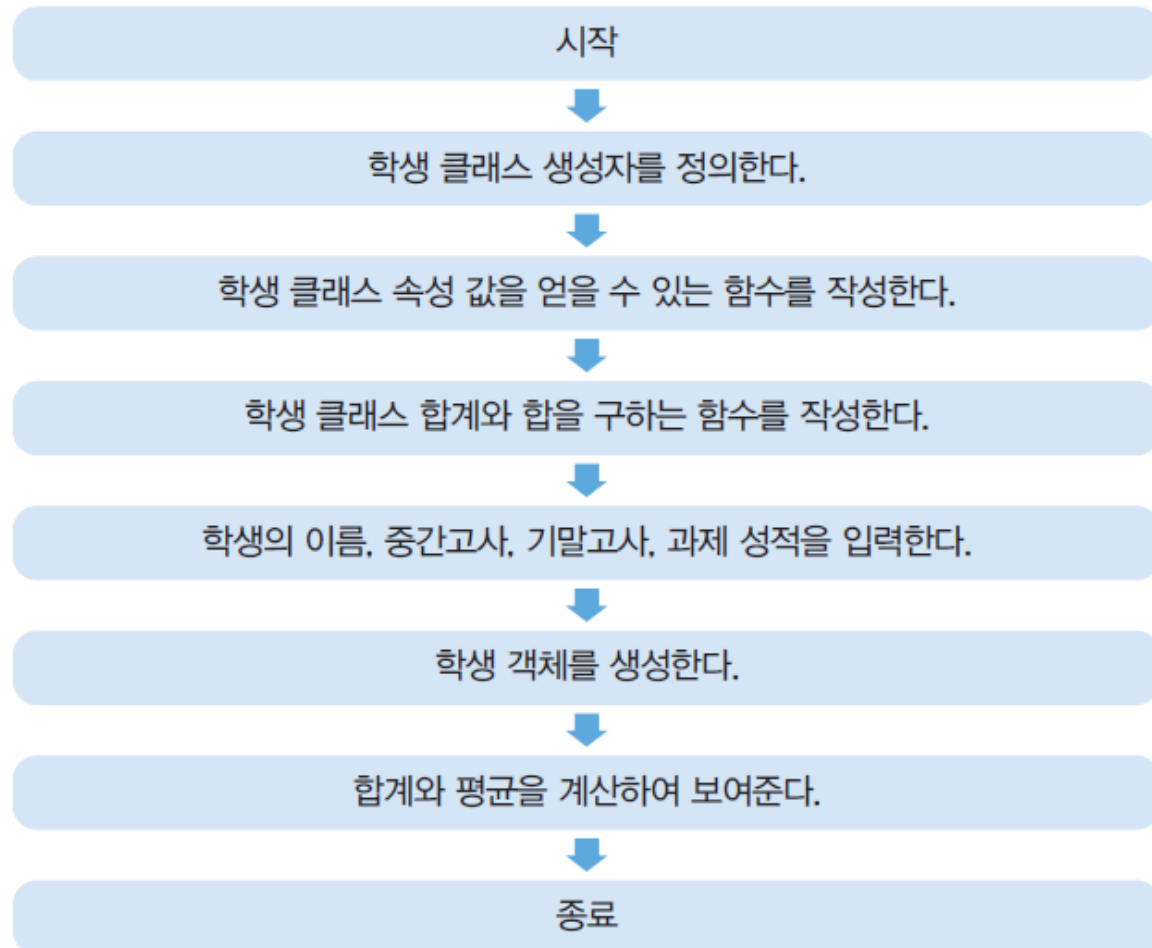 시작
학생 클래스 생성자를 정의한다.
학생 클래스 속성 값을 얻을 수 있는 함수를 작성한다.
학생 클래스 합계와 합을 구하는 함수를 작성한다.
학생의 이름, 중간고사, 기말고사, 과제 성적을 입력한다.
학생 객체를 생성한다.
합계와 평균을 계산하여 보여준다.
종료